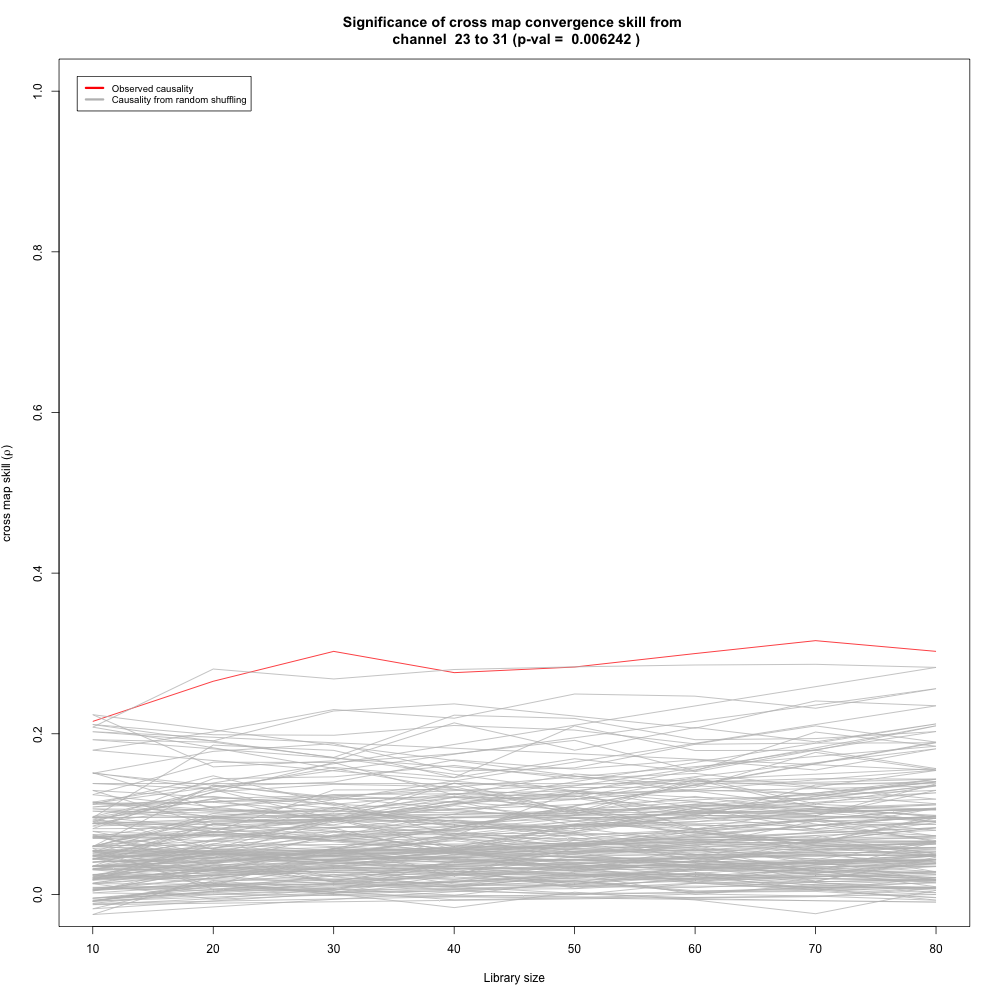 Significance of cross map convergence skill from
channel  23 to 31 (p-val =  0.006242 )
Observed causality
Causality from random shuffling
cross map skill (ρ)
1.0
0.8
0.6
0.4
0.2
0.0
10 20 30 40 50 60 70 80
Library size